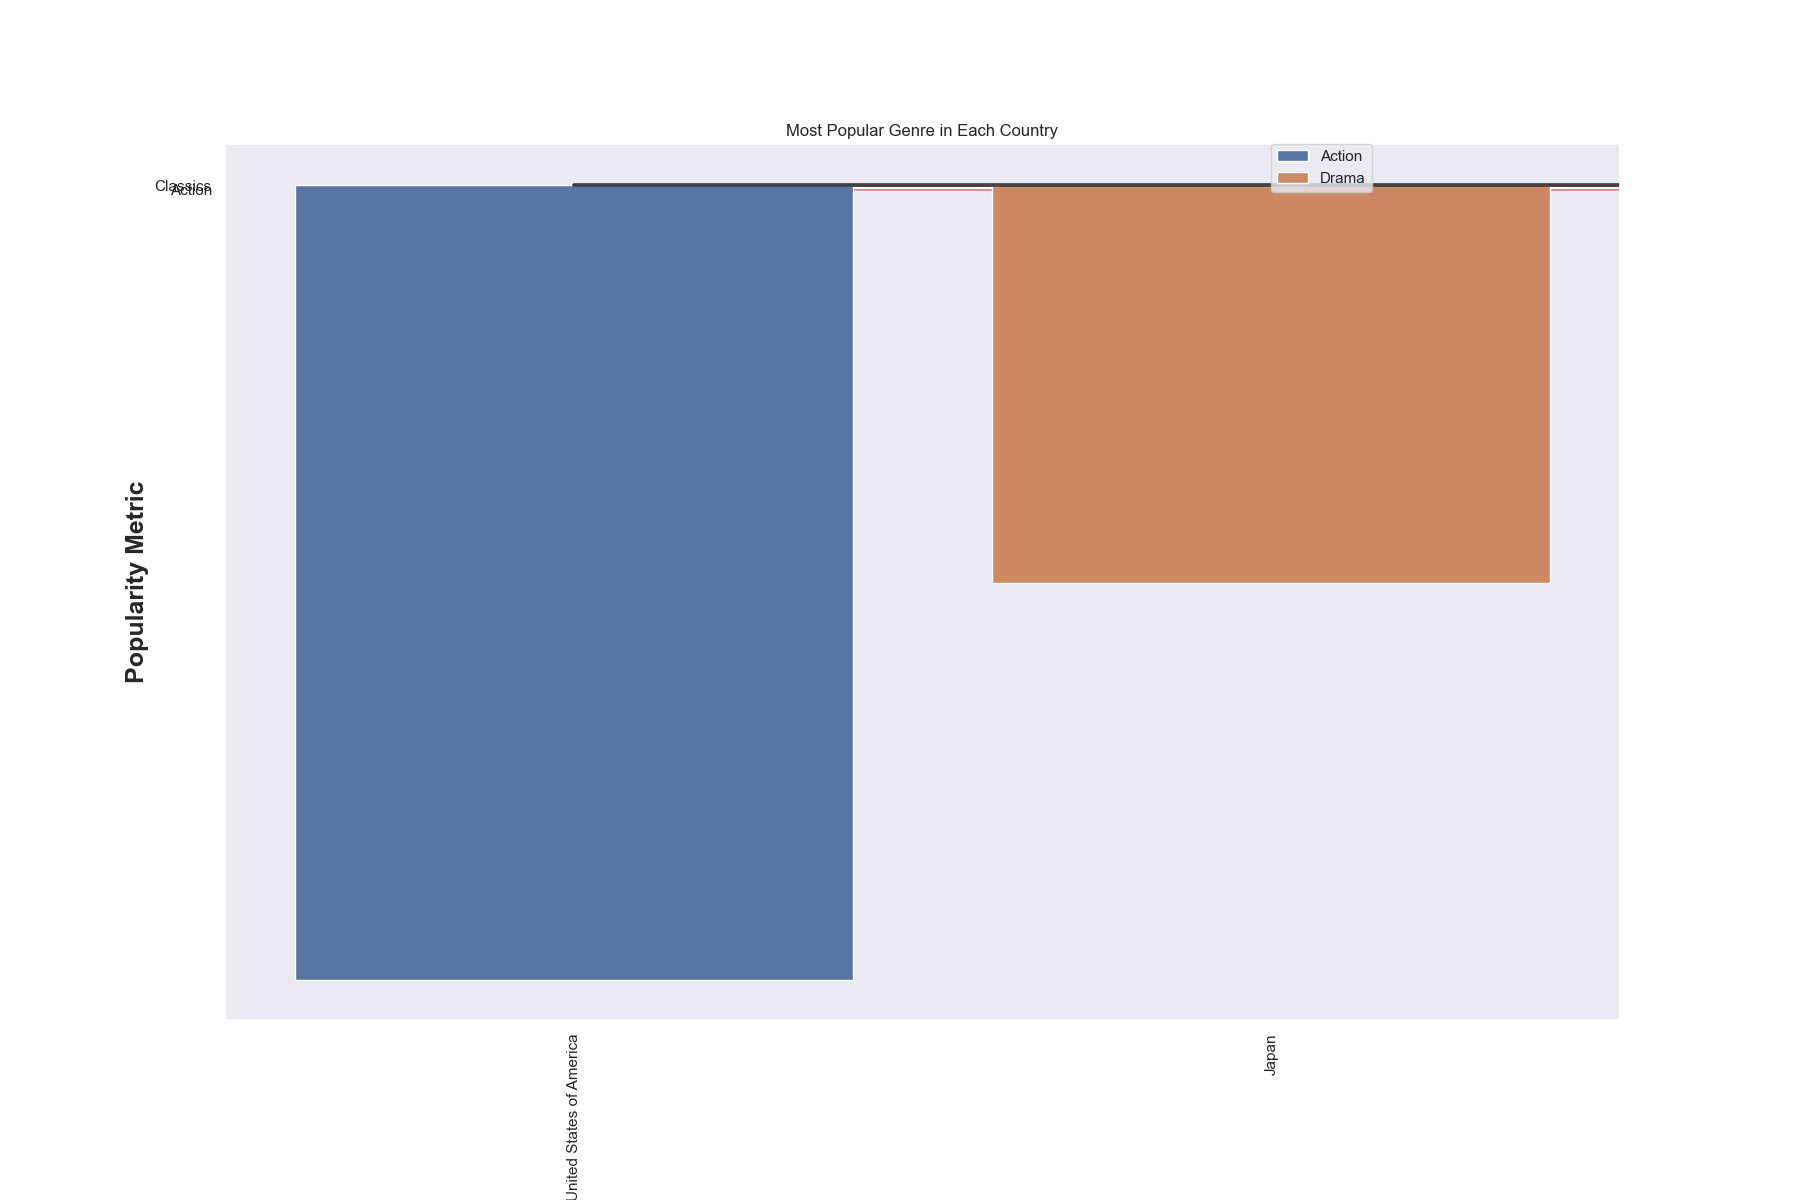 Most Popular Genre in Each Country
Action
Drama
Classics
Action
Popularity Metric
United States of America
Japan